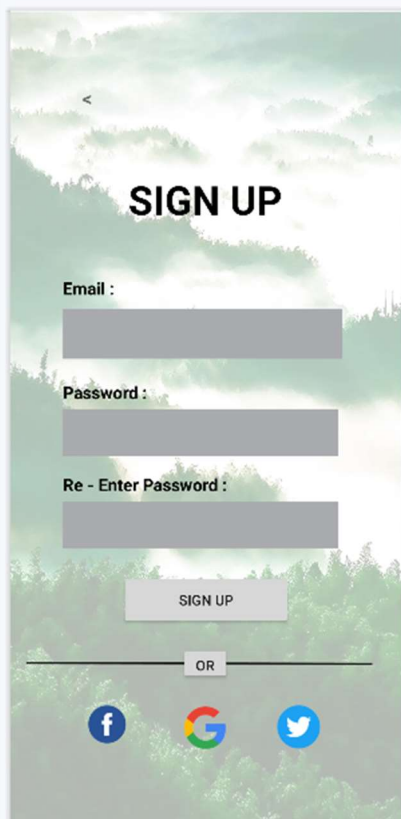 <
SIGN UP
Email :
Password :
Re - Enter Password :
SIGN UP
OR